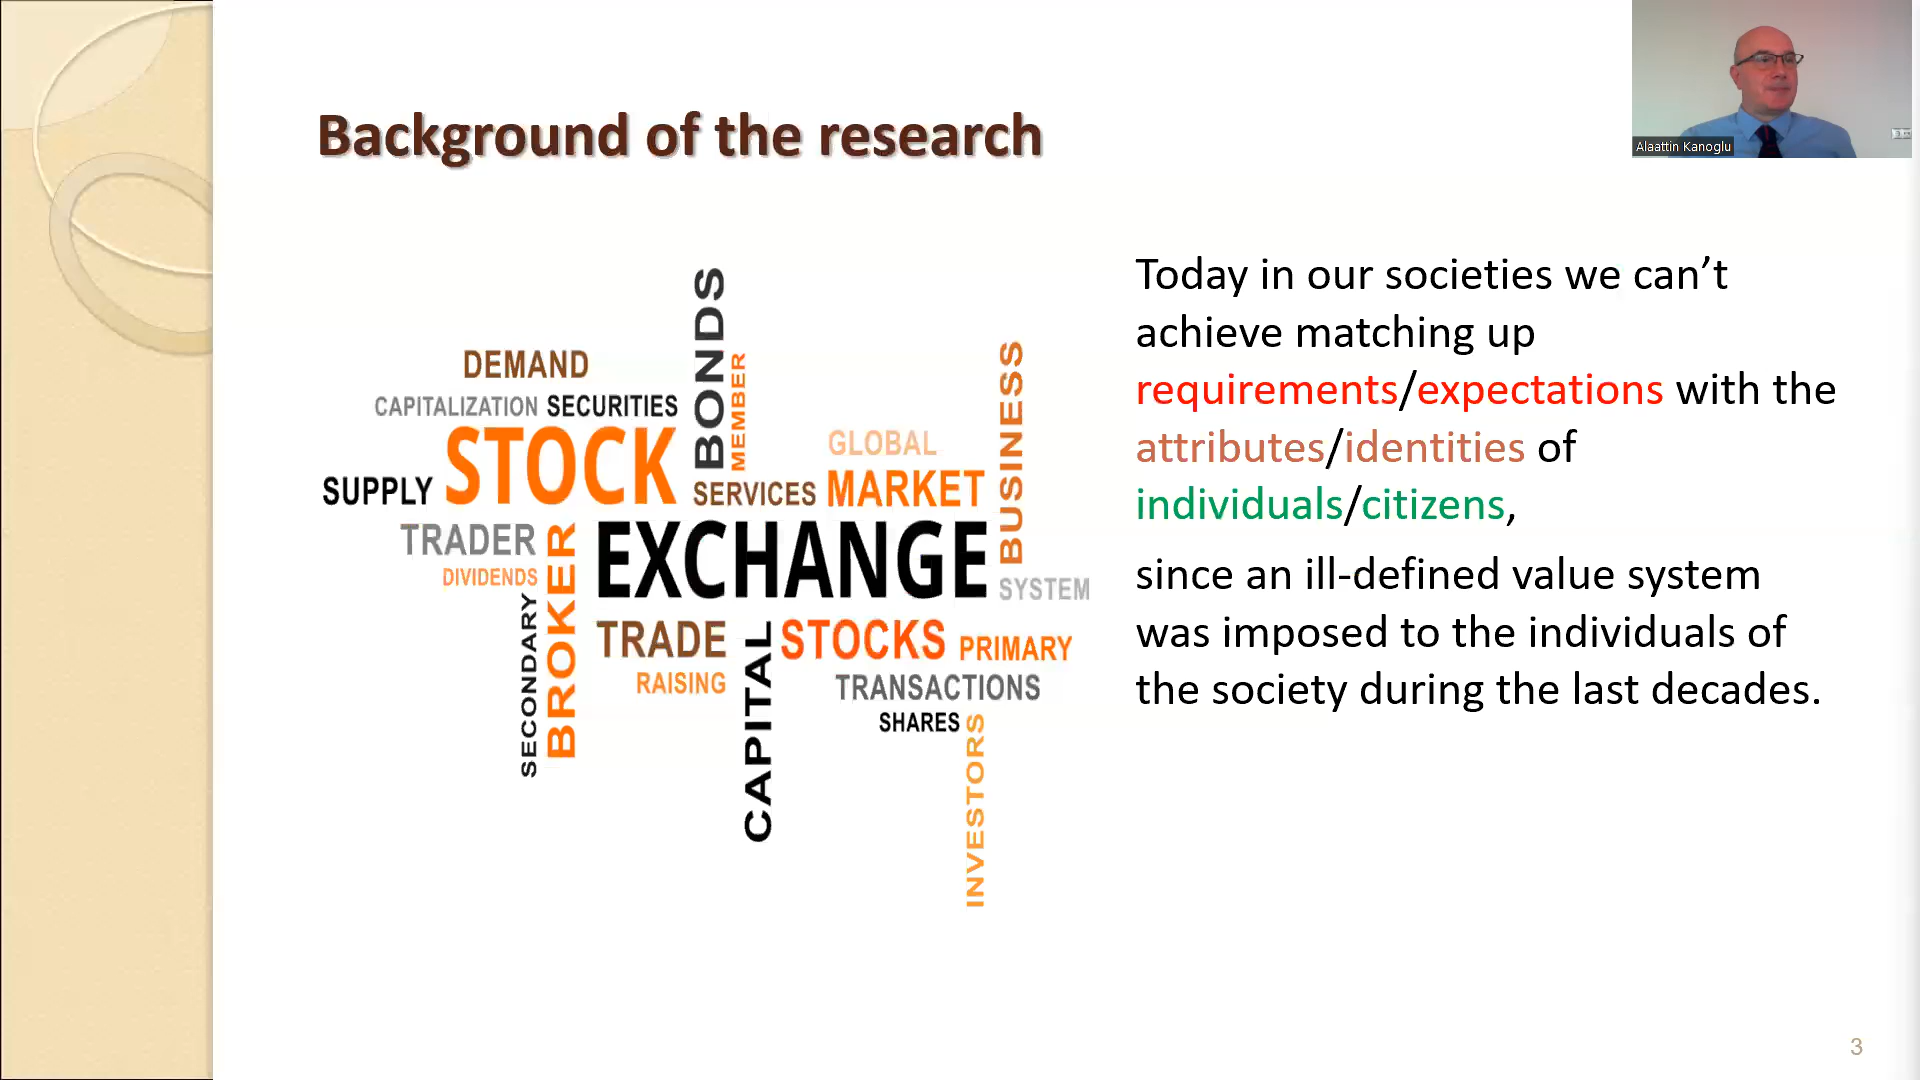 Alaattin Kanoglu
Background of the research
BONDS
MEMBER
BUSINESS
DEMAND
CAPITALIZATION SECURITIES
STOCK
GLOBAL
SUPPLY
SERVICES
MARKET
TRADER
EXCHANGE
DIVIDENDS
SYSTEM
SECONDARY
BROKER
TRADE
CAPITAL
STOCKS
PRIMARY
RAISING
TRANSACTIONS
SHARES
INVESTORS
Today in our societies we can’t
achieve matching up
requirements/expectations with the
attributes/identities of
individuals/citizens,
since an ill-defined value system
was imposed to the individuals of
the society during the last decades.
3